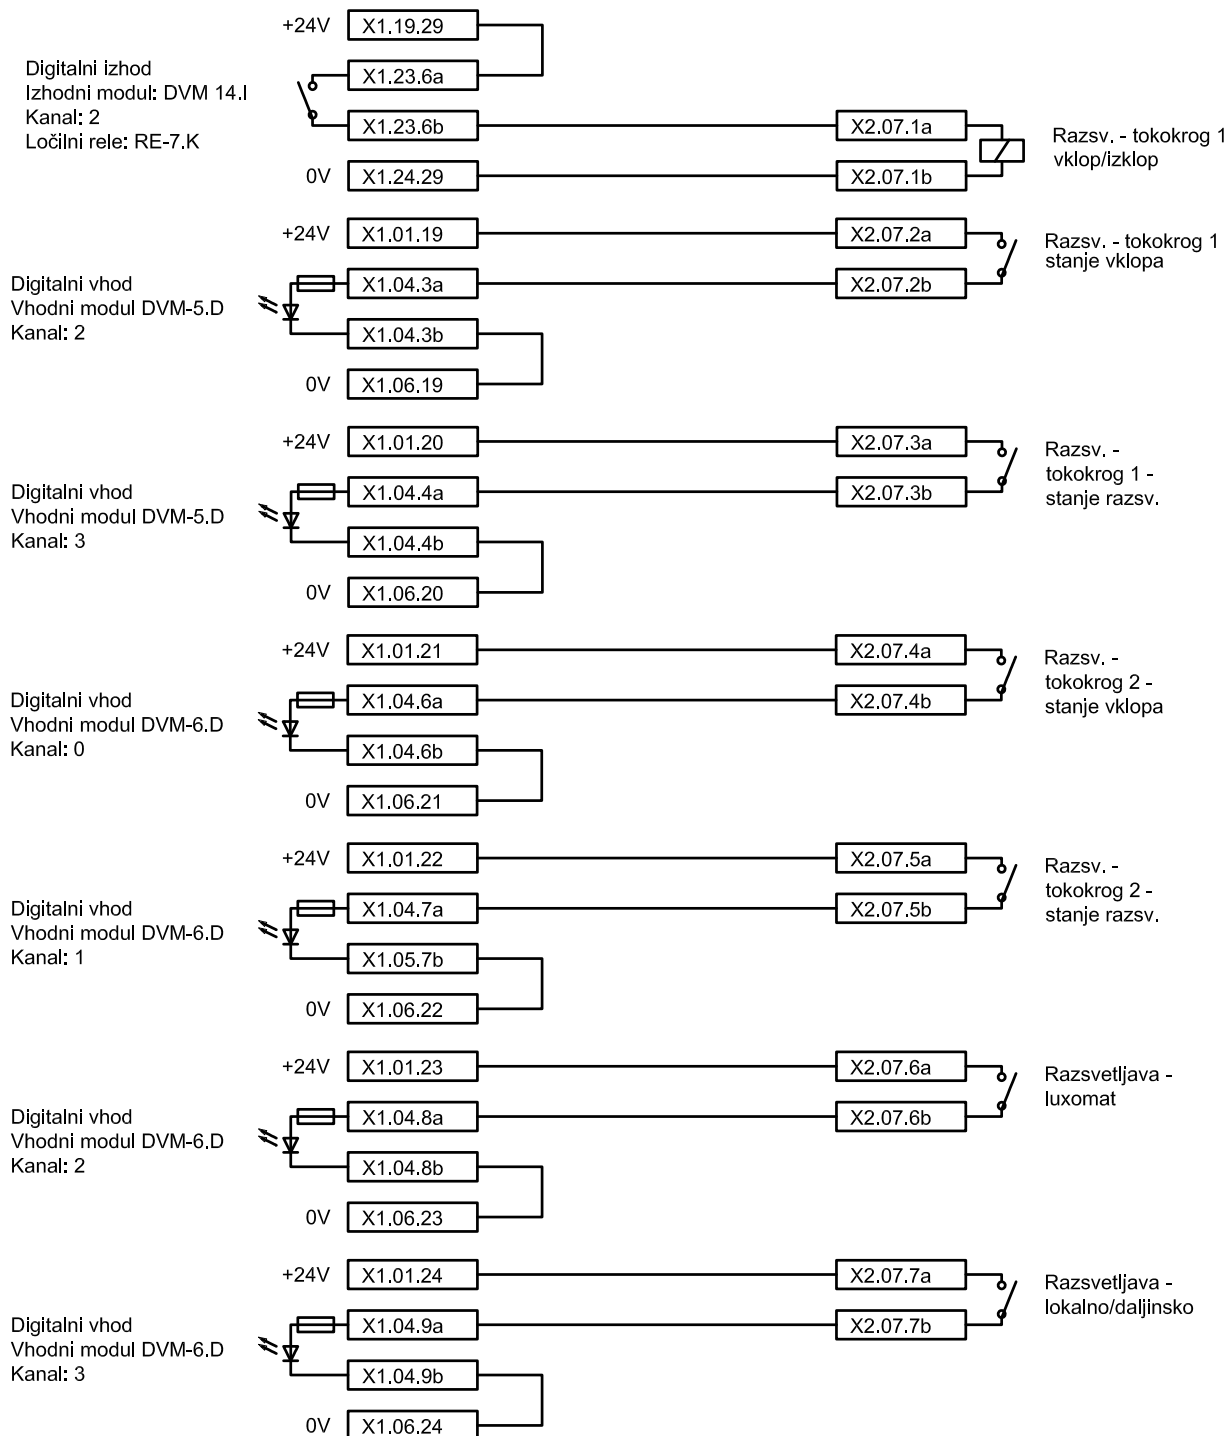 +24V X1.19.29
Digitalni izhod
Izhodni modul: DVM 14.I
Kanal: 2
Ločilni rele: RE-7.K
X1.23.6a
X1.23.6b X2.07.1a
0V X1.24.29 X2.07.1b
Razsv. - tokokrog 1
vklop/izklop
+24V X1.01.19 X2.07.2a
Razsv. - tokokrog 1
stanje vklopa
Digitalni vhod
Vhodni modul DVM-5.D
Kanal: 2
X1.04.3a X2.07.2b
X1.04.3b
0V X1.06.19
+24V X1.01.20 X2.07.3a
Razsv. -
tokokrog 1 -
stanje razsv.
Digitalni vhod
Vhodni modul DVM-5.D
Kanal: 3
X1.04.4a X2.07.3b
X1.04.4b
0V X1.06.20
+24V X1.01.21 X2.07.4a
Razsv. -
tokokrog 2 -
stanje vklopa
Digitalni vhod
Vhodni modul DVM-6.D
Kanal: 0
X1.04.6a X2.07.4b
X1.04.6b
0V X1.06.21
+24V X1.01.22 X2.07.5a
Razsv. -
tokokrog 2 -
stanje razsv.
Digitalni vhod
Vhodni modul DVM-6.D
Kanal: 1
X1.04.7a X2.07.5b
X1.05.7b
0V X1.06.22
+24V X1.01.23 X2.07.6a
Razsvetljava -
luxomat
Digitalni vhod
Vhodni modul DVM-6.D
Kanal: 2
X1.04.8a X2.07.6b
X1.04.8b
0V X1.06.23
+24V X1.01.24 X2.07.7a
Razsvetljava -
lokalno/daljinsko
Digitalni vhod
Vhodni modul DVM-6.D
Kanal: 3
X1.04.9a X2.07.7b
X1.04.9b
0V X1.06.24